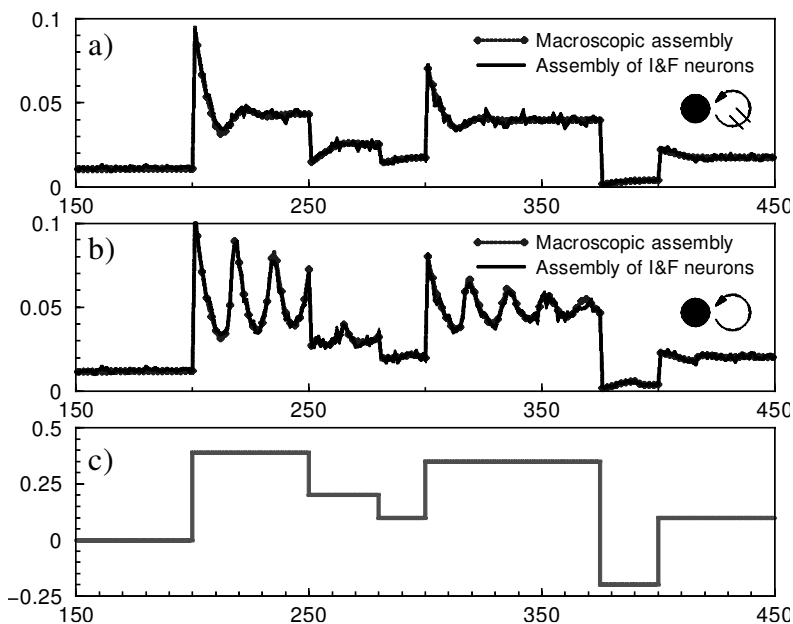 0.1
a)
Macroscopic assembly
Assembly of I&F neurons
0.05
0
150 250 350 450
0.1
b)
Macroscopic assembly
Assembly of I&F neurons
0.05
0
150 250 350 450
0.5
c)
0.25
0
−0.25
150 250 350 450